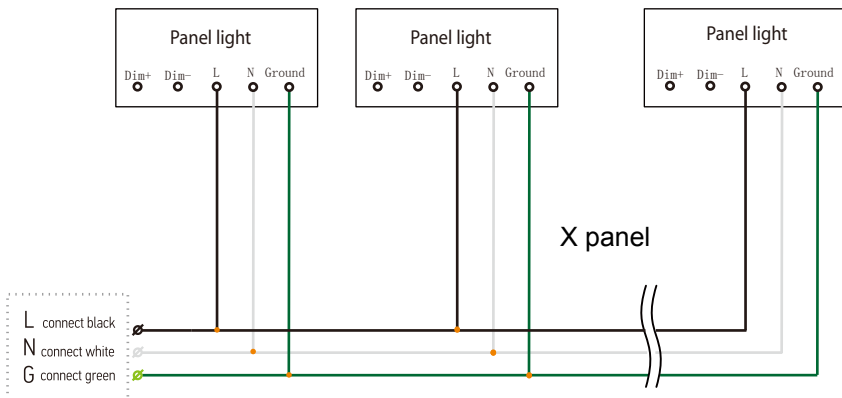 Panel light
Dim+ Dim- L N Ground
Panel light
Dim+ Dim- L N Ground
Panel light
Dim+ Dim- L N Ground
X panel
L connect black
N connect white
G connect green